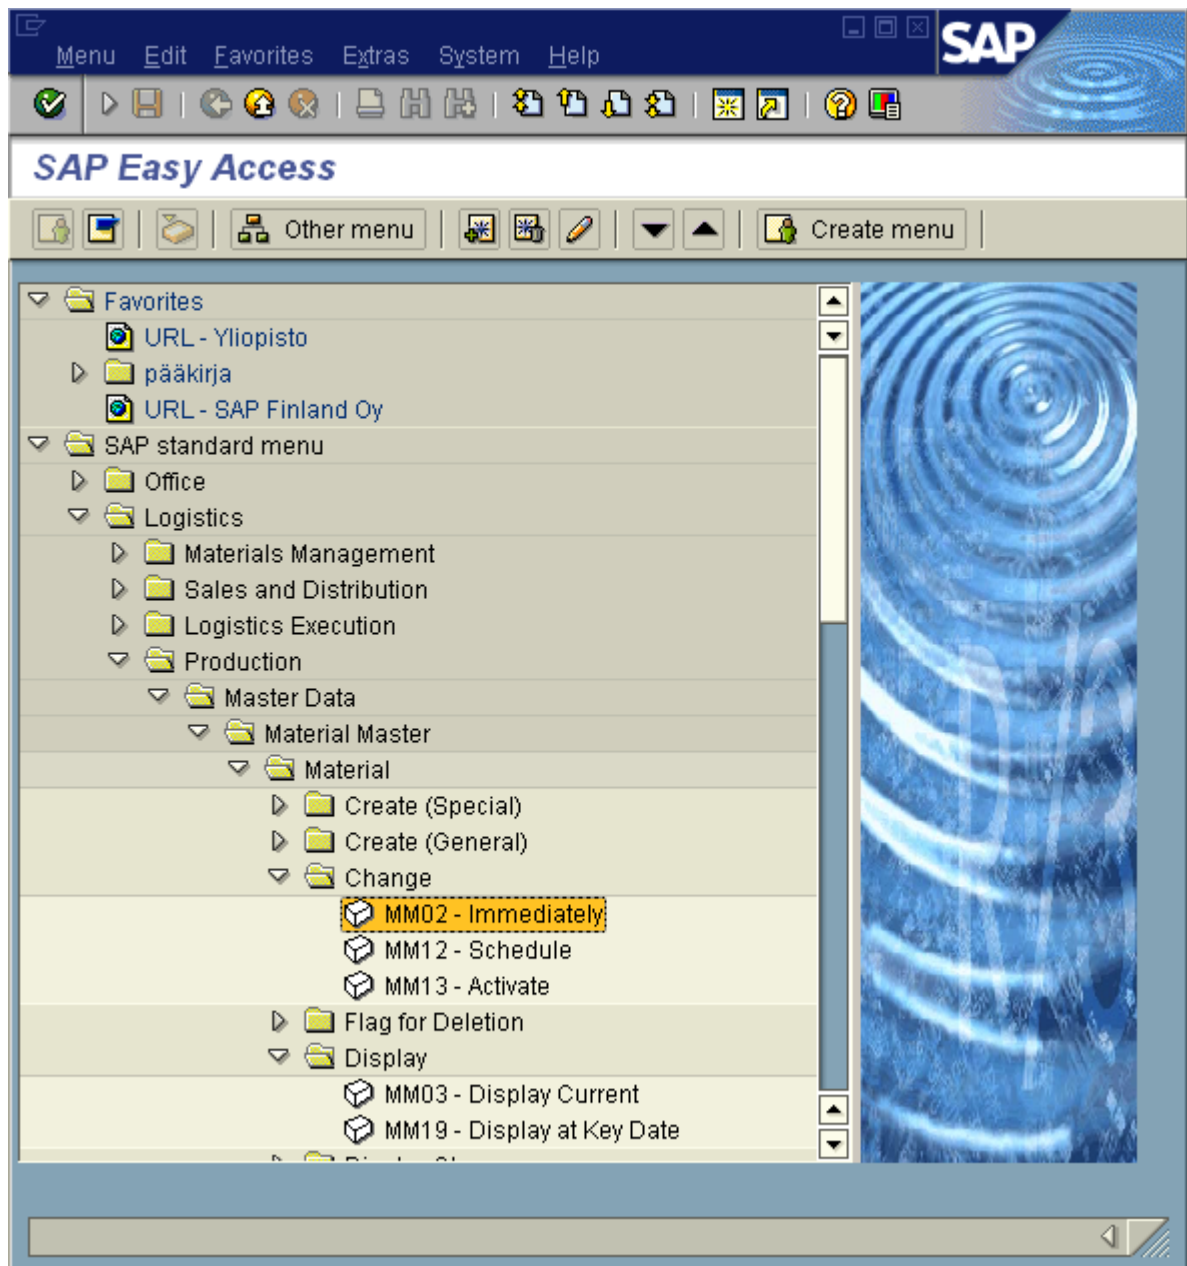 Menu Edit Favorites Extras System Help
SAP
SAP Easy Access
Other menu Create menu
Favorites
URL - Yliopisto
pääkirja
URL - SAP Finland Oy
SAP standard menu
Office
Logistics
Materials Management
Sales and Distribution
Logistics Execution
Production
Master Data
Material Master
Material
Create (Special)
Create (General)
Change
MM02 - Immediately
MM12 - Schedule
MM13 - Activate
Flag for Deletion
Display
MM03 - Display Current
MM19 - Display at Key Date